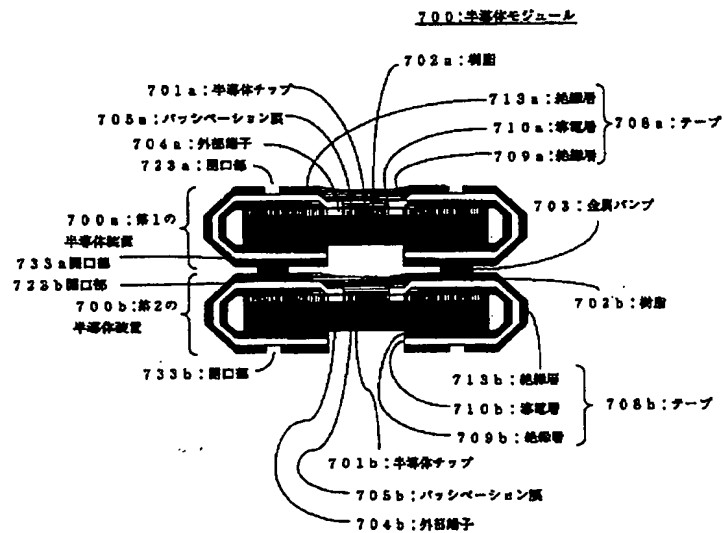 700:半導体モジュール
702a:樹脂
701a:半導体チップ
713a:絶縁層
705a:パッシベーション膜
710a:導電層
708a:テープ
704a:外部端子
709a:絶縁層
723a:開口部
703:金属バンプ
700a:第1の
半導体装置
733a開口部
723b開口部
702b:樹脂
700b:第2の
半導体装置
733b:開口部
713b:絶縁層
710b:導電層
708b:テープ
709b:絶縁層
701b:半導体チップ
705b:パッシベーション膜
704b:外部端子